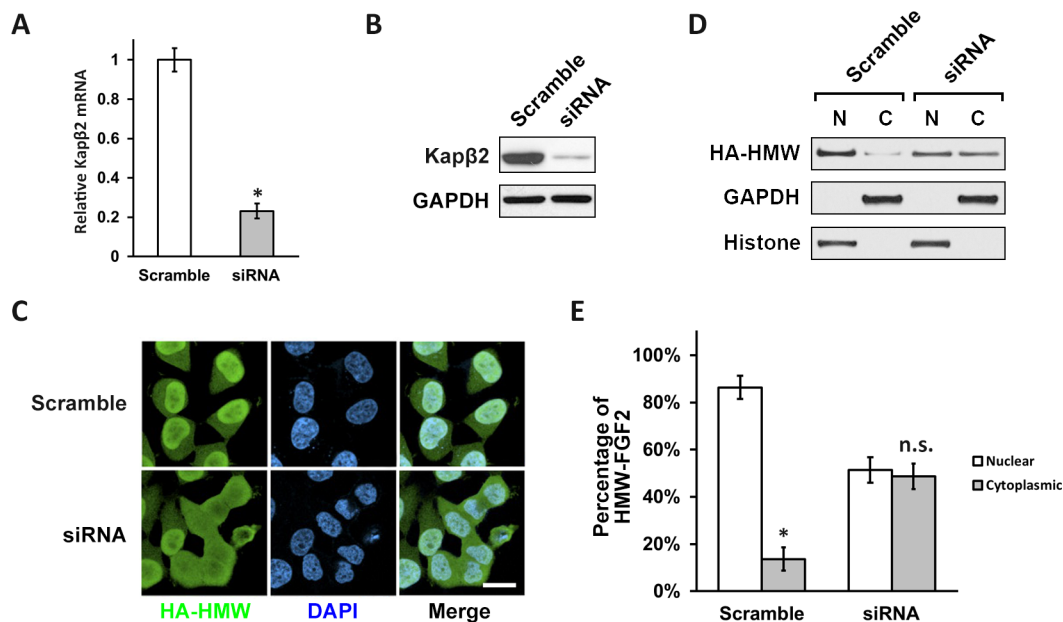 A
Relative Kapβ2 mRNA
1
0.8
0.6
0.4
0.2
0
*
Scramble
siRNA
B
Scramble
siRNA
Kapβ2
GAPDH
C
Scramble
siRNA
HA-HMW
DAPI
Merge
D
Scramble
siRNA
N
C
N
C
HA-HMW
GAPDH
Histone
E
Percentage of
HMW-FGF2
100%
80%
60%
40%
20%
0%
*
n.s.
Scramble
siRNA
Nuclear
Cytoplasmic